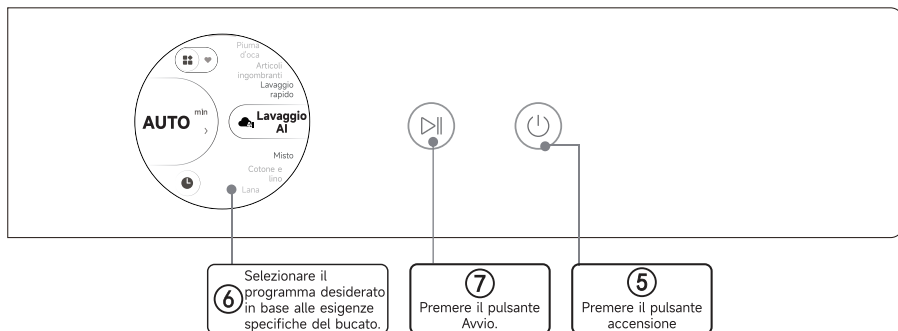 Piuma
d'oca
Articoli
ingombranti
Lavaggio
rapido
AUTO min
Lavaggio
AI
Misto
Cotone e
lino
Lana
6
Selezionare il
programma desiderato
in base alle esigenze
specifiche del bucato.
7
Premere il pulsante
Avvio.
5
Premere il pulsante
accensione